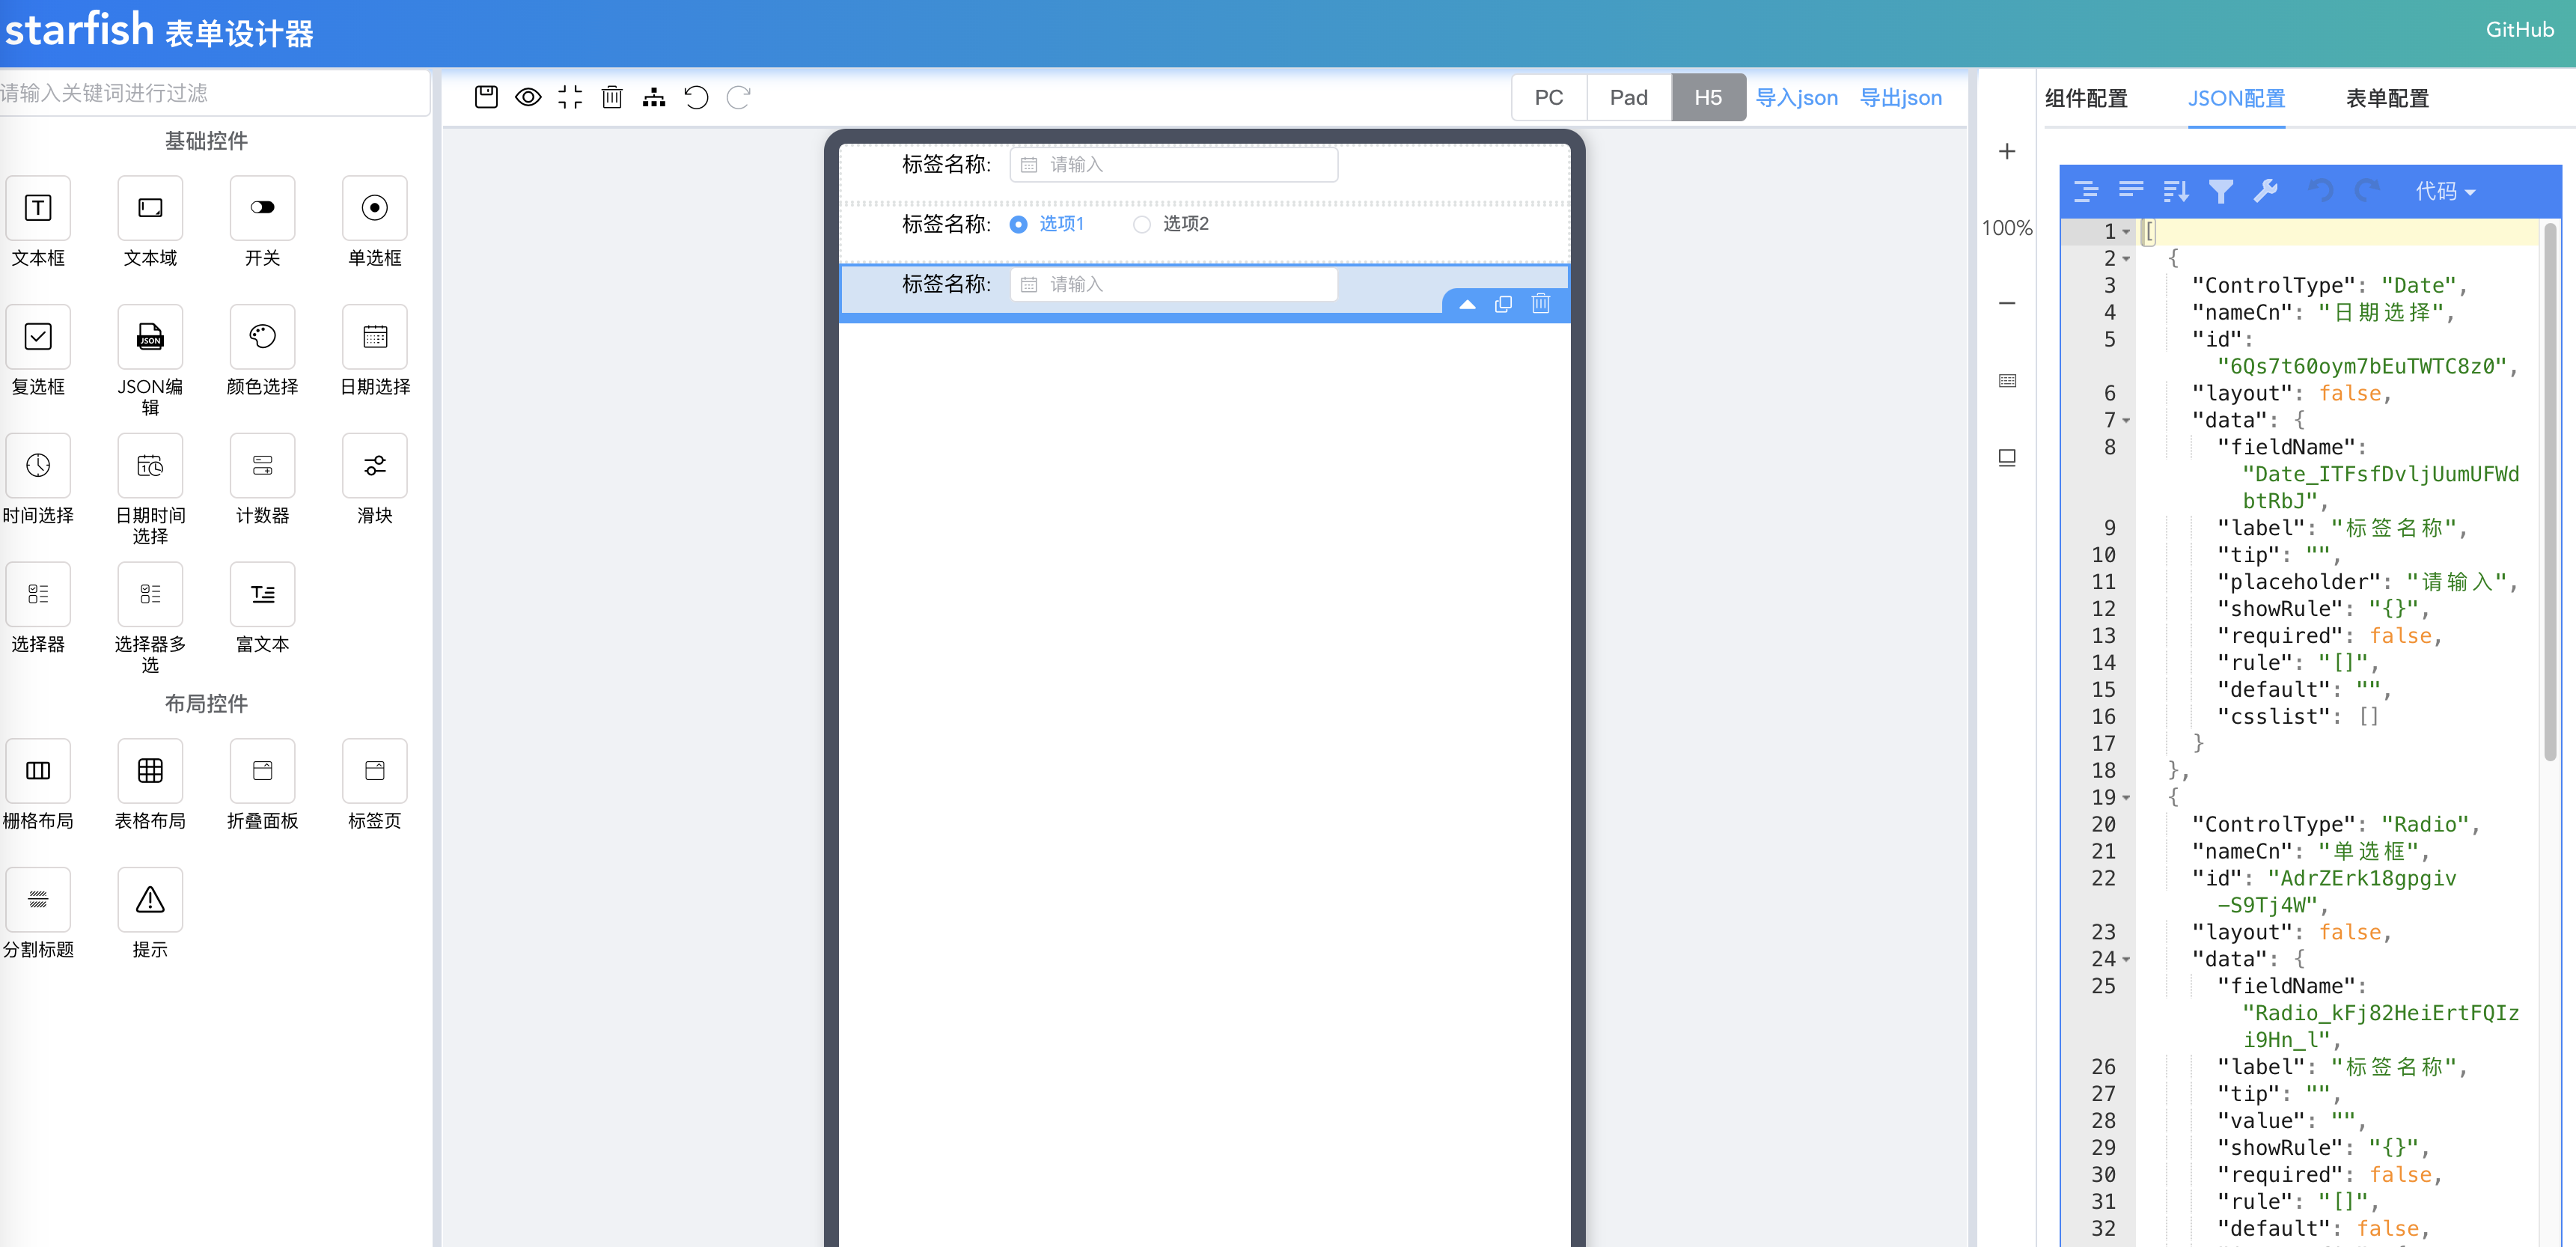 starfish 表单设计器
GitHub
请输入关键词进行过滤
基础控件
文本框
文本域
开关
单选框
复选框
JSON
JSON编
辑
颜色选择
日期选择
时间选择
日期时间
选择
计数器
滑块
选择器
选择器多
选
富文本
布局控件
栅格布局
表格布局
折叠面板
标签页
分割标题
提示
PC
Pad
H5
导入json
导出json
标签名称:
请输入
标签名称:
选项1
选项2
标签名称:
请输入
100%
组件配置
JSON配置
表单配置
代码
1 [
2 {
3 "ControlType": "Date",
4 "nameCn": "日期选择",
5 "id":
"6Qs7t60oym7bEuTWTC8z0",
6 "layout": false,
7 "data": {
8 "fieldName":
"Date_ITFsfDvljUumUFWd
btRbJ",
9 "label": "标签名称",
10 "tip": "",
11 "placeholder": "请输入",
12 "showRule": "{}",
13 "required": false,
14 "rule": "[]",
15 "default": "",
16 "csslist": []
17 }
18 },
19 {
20 "ControlType": "Radio",
21 "nameCn": "单选框",
22 "id": "AdrZErk18gpgiv
-S9Tj4W",
23 "layout": false,
24 "data": {
25 "fieldName":
"Radio_kFj82HeiErtFQIz
i9Hn_l",
26 "label": "标签名称",
27 "tip": "",
28 "value": "",
29 "showRule": "{}",
30 "required": false,
31 "rule": "[]",
32 "default": false,